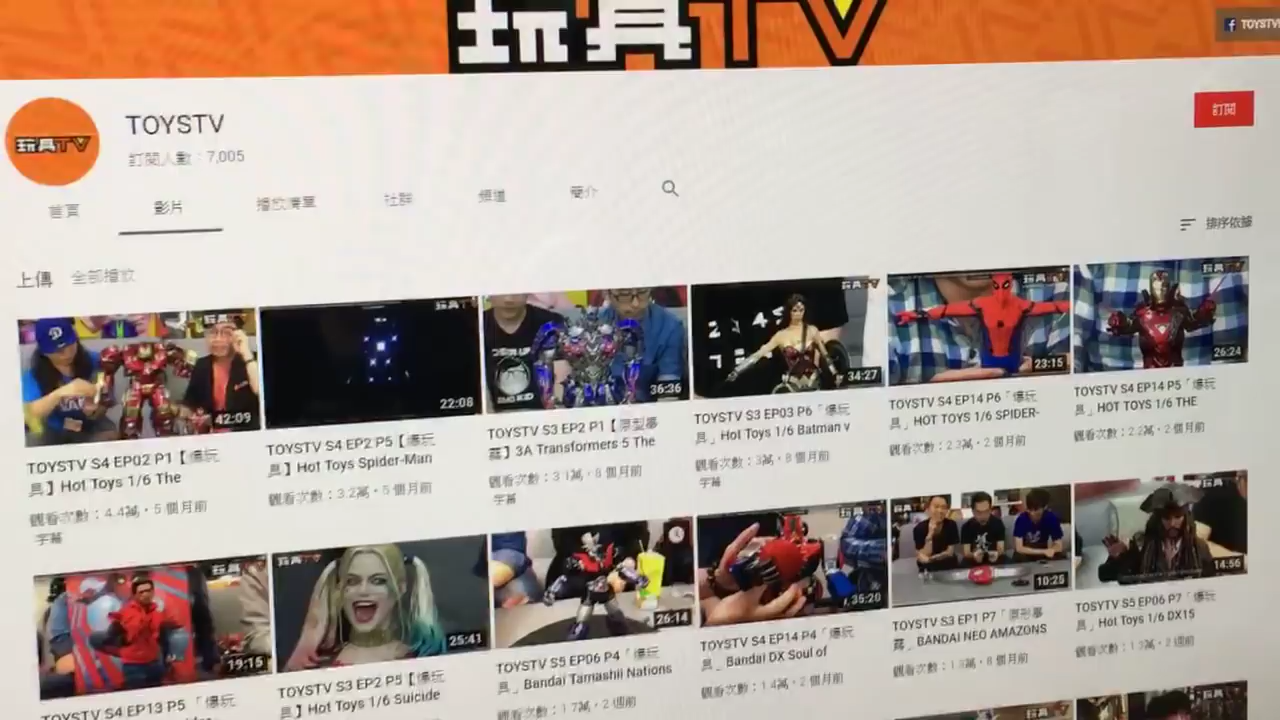 玩具TV
TOYSTV
玩具TV
TOYSTV
訂閱人數：7,005
訂閱
首頁
影片
播放清單
社群
頻道
簡介
排序依據
上傳 全部播放
42:09
22:08
36:36
34:27
23:15
26:24
TOYSTV S4 EP02 P1【爆玩
具】Hot Toys 1/6 The
觀看次數：4.4萬・5 個月前
字幕
TOYSTV S4 EP2 P5【爆玩
具】Hot Toys Spider-Man
觀看次數：3.2萬・5 個月前
TOYSTV S3 EP2 P1【原型事
】3A Transformers 5 The
觀看次數：3.1萬・8 個月前
字幕
TOYSTV S3 EP03 P6「爆玩
具」Hot Toys 1/6 Batman v
觀看次數：3萬・8 個月前
字幕
TOYSTV S4 EP14 P6「爆玩
具」HOT TOYS 1/6 SPIDER-
觀看次數：2.3萬・2 個月前
TOYSTV S4 EP14 P5「爆玩
具」HOT TOYS 1/6 THE
觀看次數：2.2萬・2 個月前
19:15
25:41
26:14
35:20
10:25
14:56
TOYSTV S4 EP13 P5「爆玩
TOYSTV S3 EP2 P5【爆玩
具】Hot Toys 1/6 Suicide
TOYSTV S5 EP06 P4「爆玩
具」Bandai Tamashii Nations
觀看次數：1.7萬・2 週前
TOYSTV S4 EP14 P4「爆玩
具」Bandai DX Soul of
觀看次數：1.4萬・2 個月前
TOYSTV S3 EP1 P7「原形事
」BANDAI NEO AMAZONS
觀看次數：1.3萬・8 個月前
TOSYTV S5 EP06 P7「爆玩
具」Hot Toys 1/6 DX15
觀看次數：1.3萬・2 週前